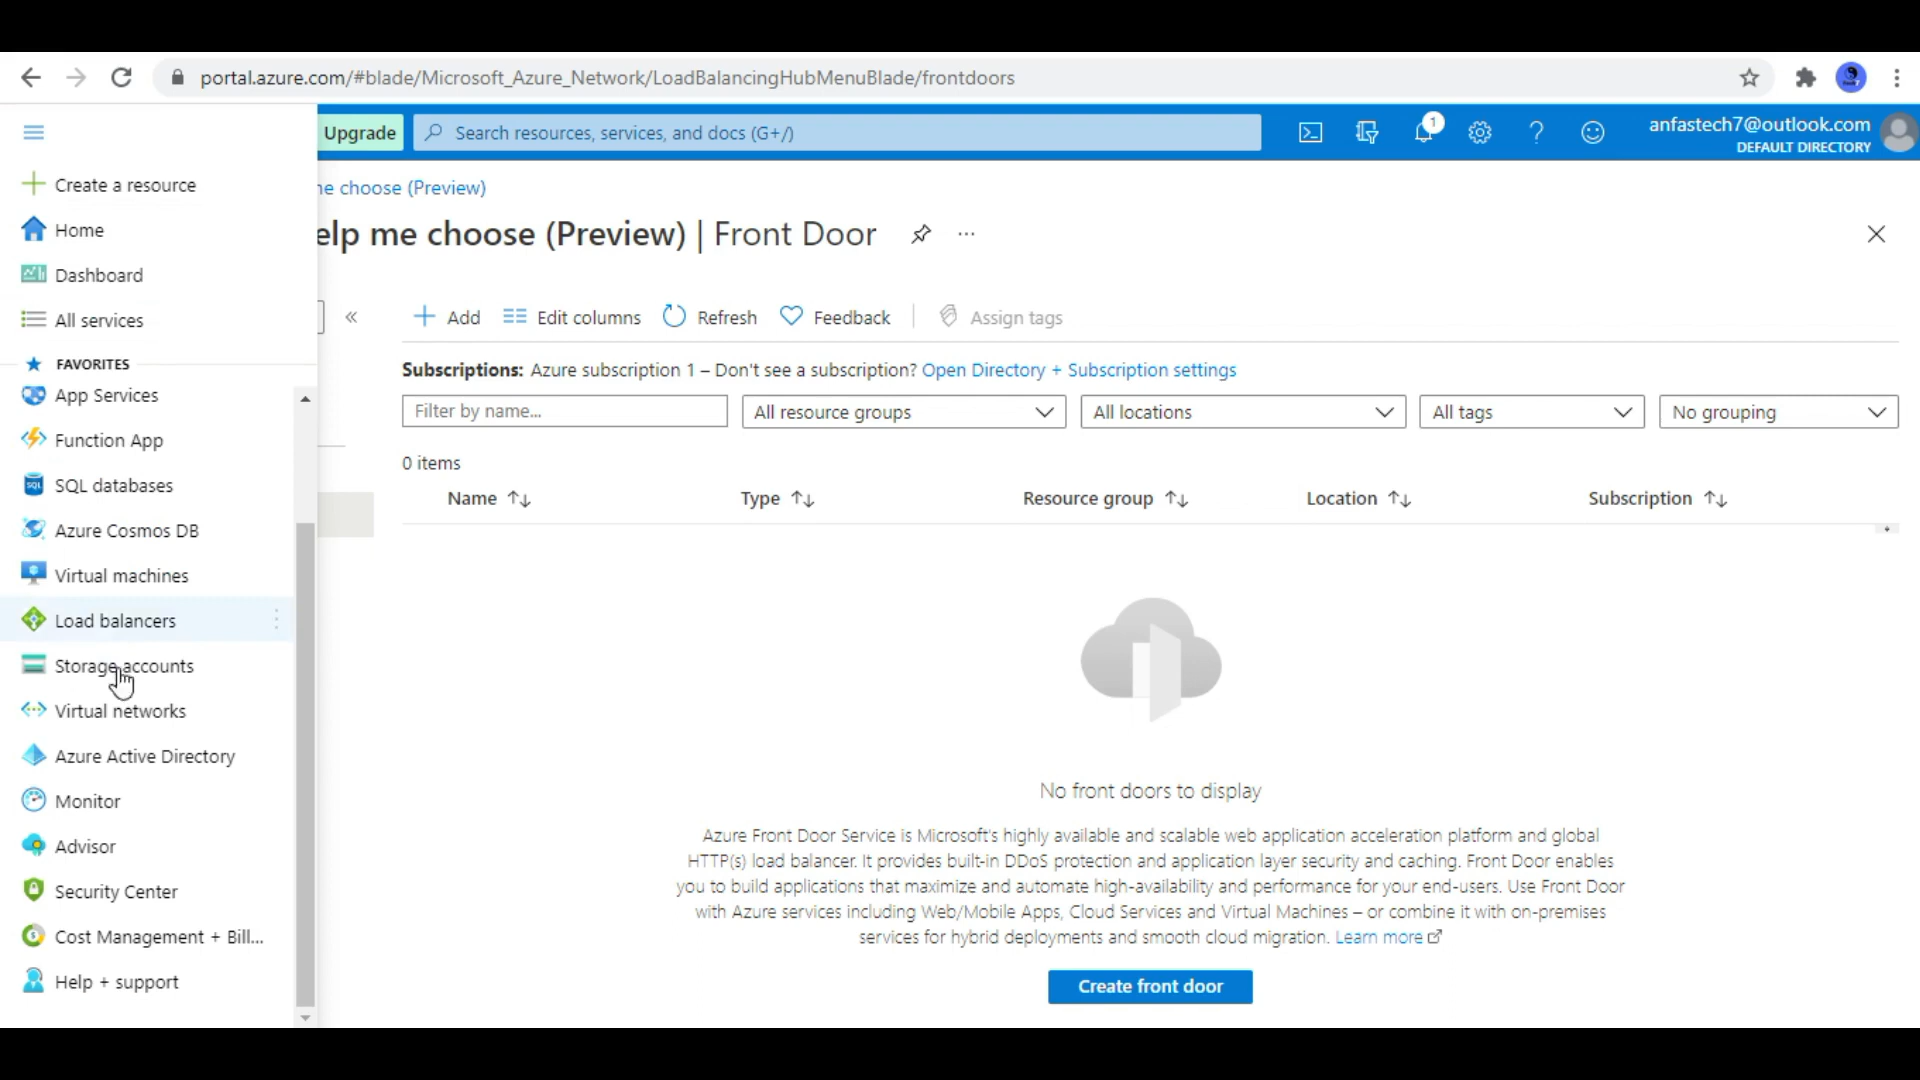 portal.azure.com/#blade/Microsoft_Azure_Network/LoadBalancingHubMenuBlade/frontdoors
Upgrade
Search resources, services, and docs (G+/)
1
anfastech7@outlook.com
DEFAULT DIRECTORY
Create a resource
Home
Dashboard
All services
FAVORITES
App Services
Function App
SQL databases
Azure Cosmos DB
Virtual machines
Load balancers
Storage accounts
Virtual networks
Azure Active Directory
Monitor
Advisor
Security Center
Cost Management + Bill...
Help + support
me choose (Preview)
elp me choose (Preview) | Front Door
Add
Edit columns
Refresh
Feedback
Assign tags
Subscriptions: Azure subscription 1 – Don't see a subscription? Open Directory + Subscription settings
Filter by name...
All resource groups
All locations
All tags
No grouping
0 items
Name
Type
Resource group
Location
Subscription
No front doors to display
Azure Front Door Service is Microsoft's highly available and scalable web application acceleration platform and global
HTTP(s) load balancer. It provides built-in DDoS protection and application layer security and caching. Front Door enables
you to build applications that maximize and automate high-availability and performance for your end-users. Use Front Door
with Azure services including Web/Mobile Apps, Cloud Services and Virtual Machines – or combine it with on-premises
services for hybrid deployments and smooth cloud migration. Learn more
Create front door